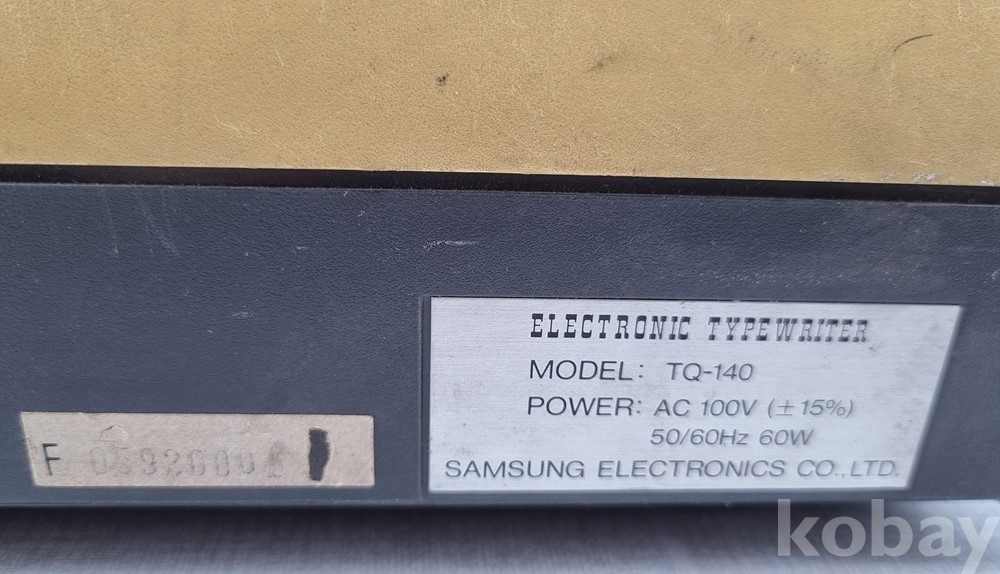 ELECTRONIC TYPEWRITER
MODEL: TQ-140
POWER: AC 100V (±15%)
50/60Hz 60W
SAMSUNG ELECTRONICS CO.,LTD.
F
kobay